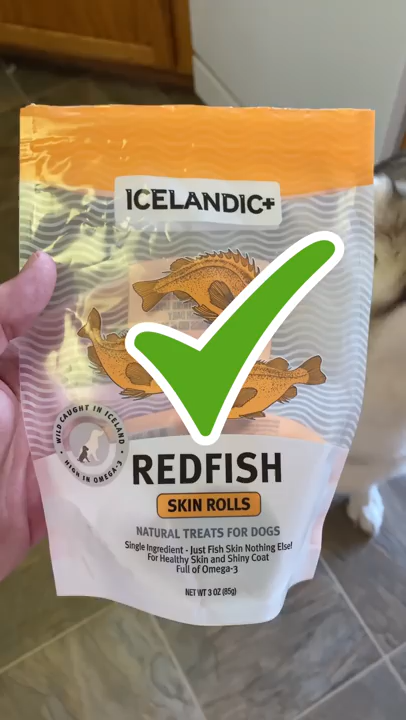 ICELANDIC+
WILD CAUGHT IN ICELAND
HIGH IN OMEGA-3
REDFISH
SKIN ROLLS
NATURAL TREATS FOR DOGS
Single Ingredient - Just Fish Skin Nothing Else!
For Healthy Skin and Shiny Coat
Full of Omega-3
NET WT 3 OZ (85g)